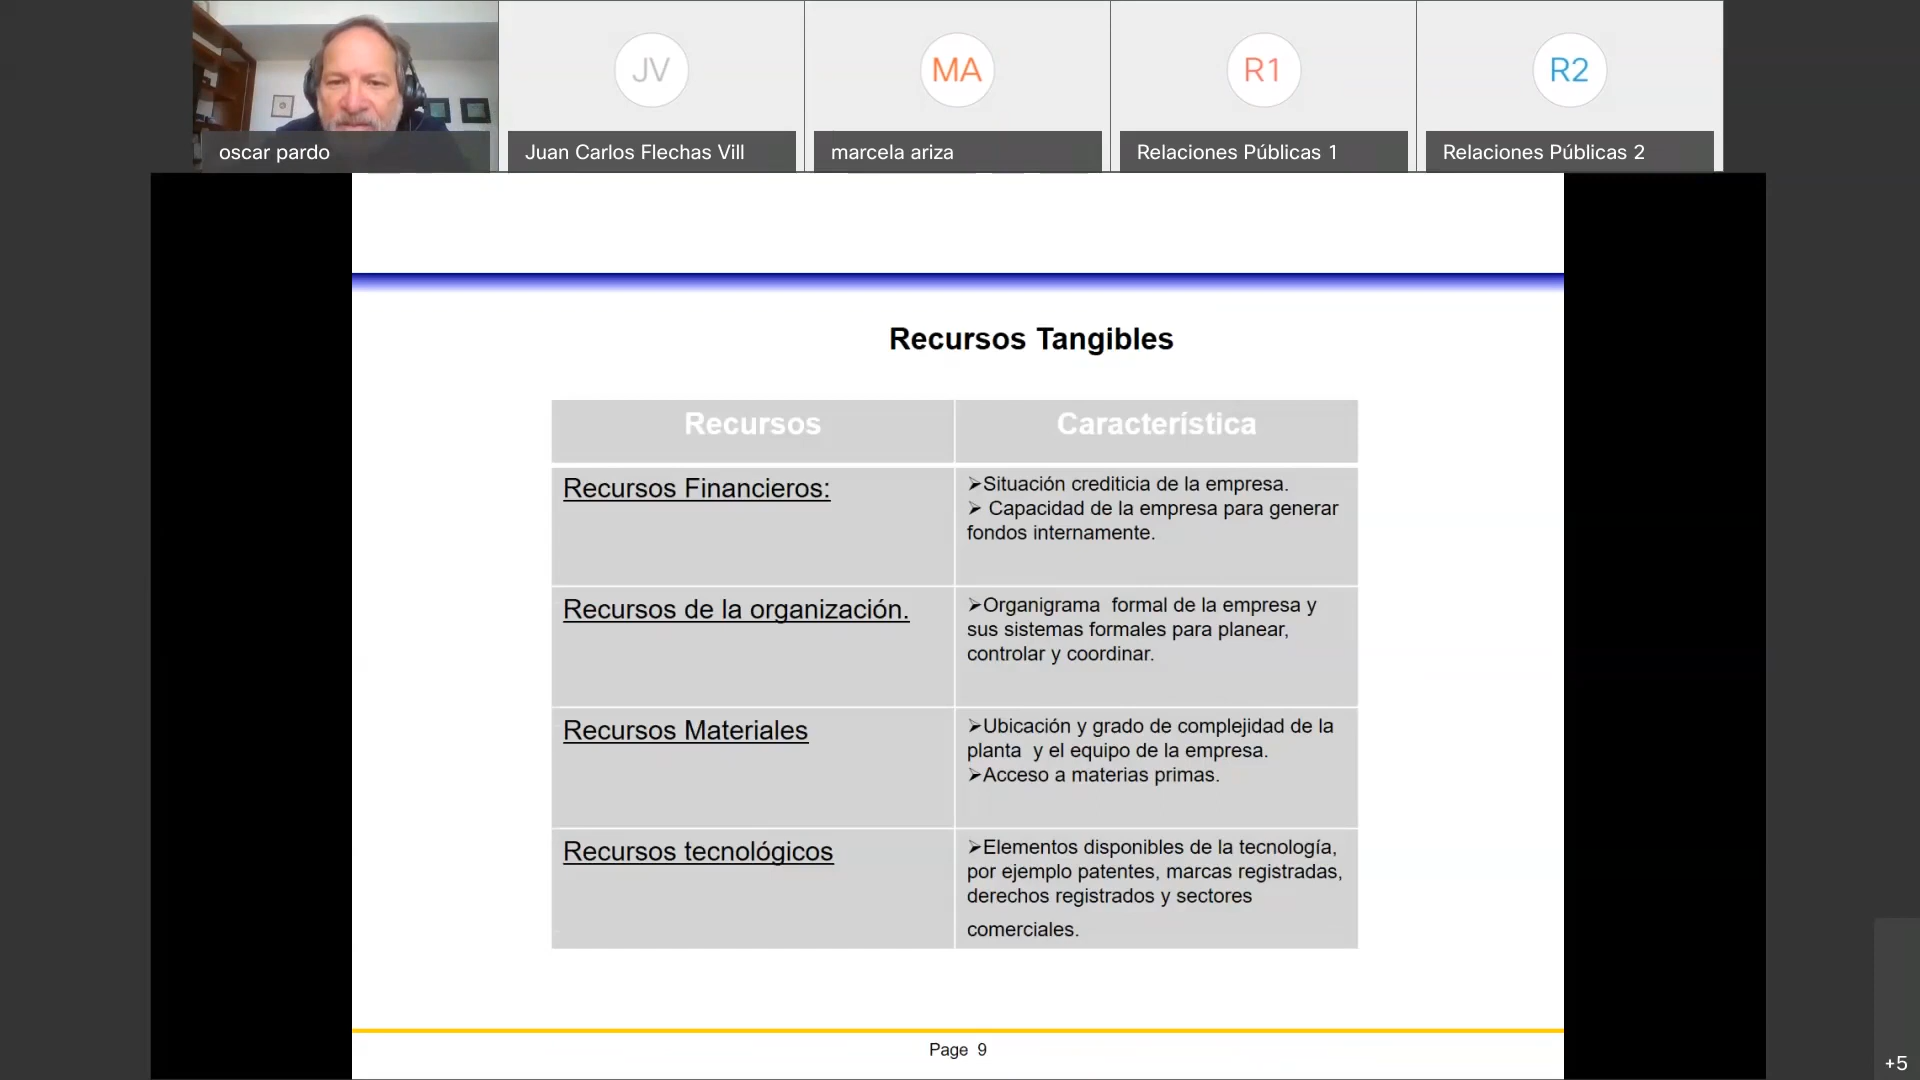 JV
MA
R1
R2
oscar pardo
Juan Carlos Flechas Vill
marcela ariza
Relaciones Públicas 1
Relaciones Públicas 2
Recursos Tangibles
Recursos
Característica
Recursos Financieros:
➢Situación crediticia de la empresa.
➢ Capacidad de la empresa para generar
fondos internamente.
Recursos de la organización.
➢Organigrama  formal de la empresa y
sus sistemas formales para planear,
controlar y coordinar.
Recursos Materiales
➢Ubicación y grado de complejidad de la
planta  y el equipo de la empresa.
➢Acceso a materias primas.
Recursos tecnológicos
➢Elementos disponibles de la tecnología,
por ejemplo patentes, marcas registradas,
derechos registrados y sectores
comerciales.
Page  9
+5